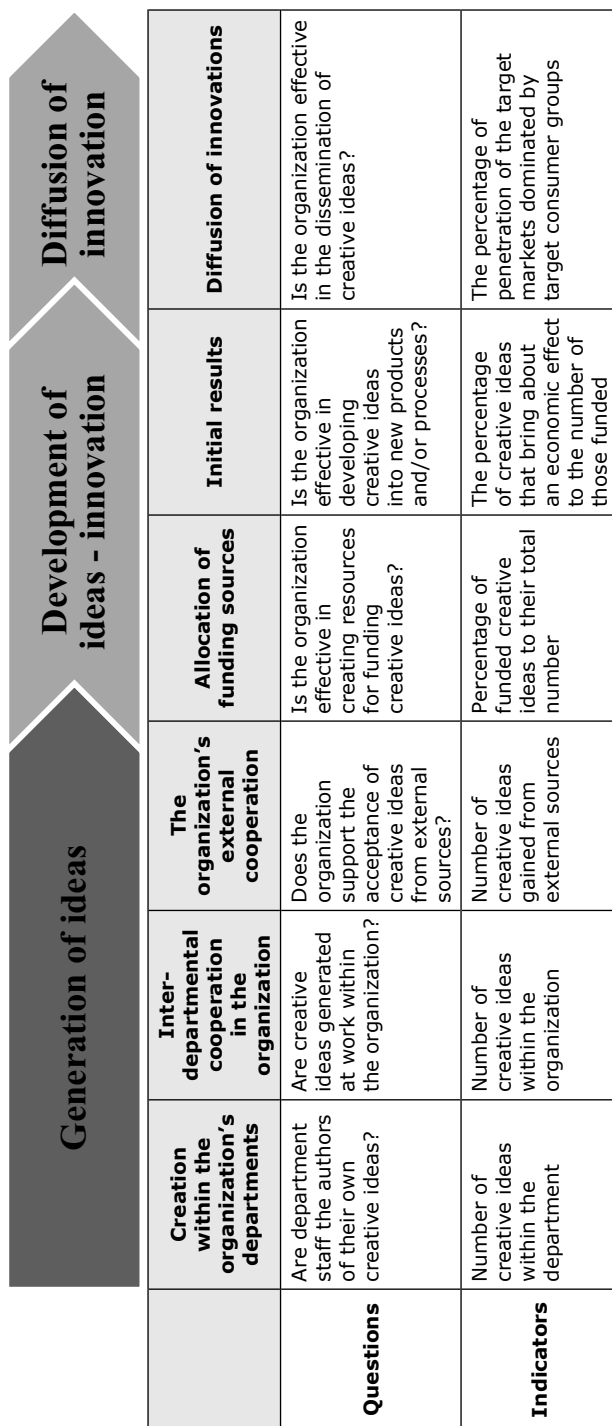 Generation of ideas
Development of
ideas - innovation
Diffusion of
innovation
Creation
within the
organization's
departments
Inter-
departmental
cooperation
in the
organization
The
organization's
external
cooperation
Allocation of
funding sources
Initial results
Diffusion of innovations
Questions
Are department
staff the authors
of their own
creative ideas?
Are creative
ideas generated
at work within
the organization?
Does the
organization
support the
acceptance of
creative ideas
from external
sources?
Is the organization
effective in
creating resources
for funding
creative ideas?
Is the organization
effective in
developing
creative ideas
into new products
and/or processes?
Is the organization effective
in the dissemination of
creative ideas?
Indicators
Number of
creative ideas
within the
department
Number of
creative ideas
within the
organization
Number of
creative ideas
gained from
external sources
Percentage of
funded creative
ideas to their total
number
The percentage
of creative ideas
that bring about
an economic effect
to the number of
those funded
The percentage of
penetration of the target
markets dominated by
target consumer groups